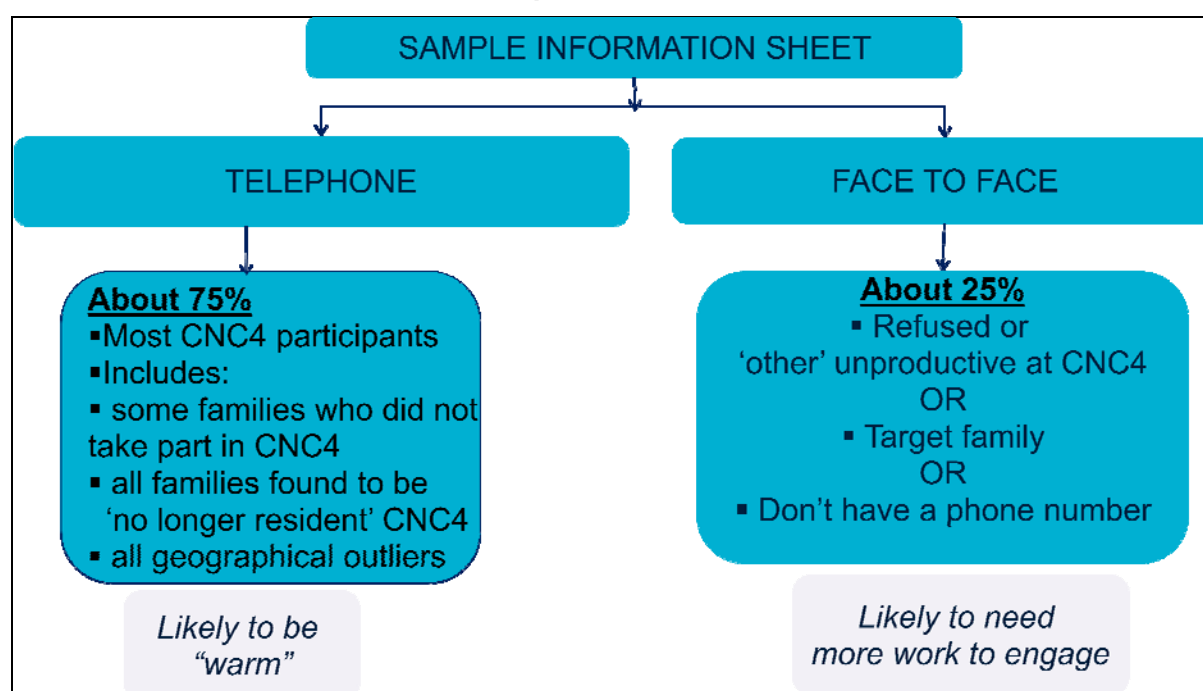 SAMPLE INFORMATION SHEET
TELEPHONE
FACE TO FACE
About 75%
▪Most CNC4 participants
▪Includes:
▪ some families who did not
take part in CNC4
▪ all families found to be
‘no longer resident’ CNC4
▪ all geographical outliers
Likely to be
“warm”
About 25%
▪ Refused or
‘other’ unproductive at CNC4
OR
▪ Target family
OR
▪ Don’t have a phone number
Likely to need
more work to engage